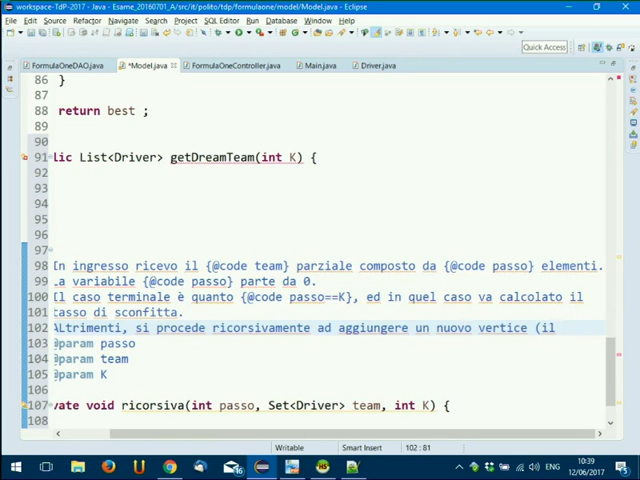 workspace-TdP-2017 - Java - Esame_20160701_A/src/it/polito/tdp/formulaone/model/Model.java - Eclipse
File Edit Source Refactor Navigate Search Project SQL Editor Run Database Window Help
Quick Access
FormulaOneDAO.java *Model.java FormulaOneController.java Main.java Driver.java
86 }
87
88 return best ;
89
90
91 lic List<Driver> getDreamTeam(int K) {
92
93
94
95
96
97
98 In ingresso ricevo il {@code team} parziale composto da {@code passo} elementi.
99 La variabile {@code passo} parte da 0.
100 Il caso terminale è quanto {@code passo==K}, ed in quel caso va calcolato il
101 tasso di sconfitta.
102 ALtrimenti, si procede ricorsivamente ad aggiungere un nuovo vertice (il
103 @param passo
104 @param team
105 @param K
106
107 vate void ricorsiva(int passo, Set<Driver> team, int K) {
108
Writable Smart Insert 102 : 81
ENG 10:39
12/06/2017